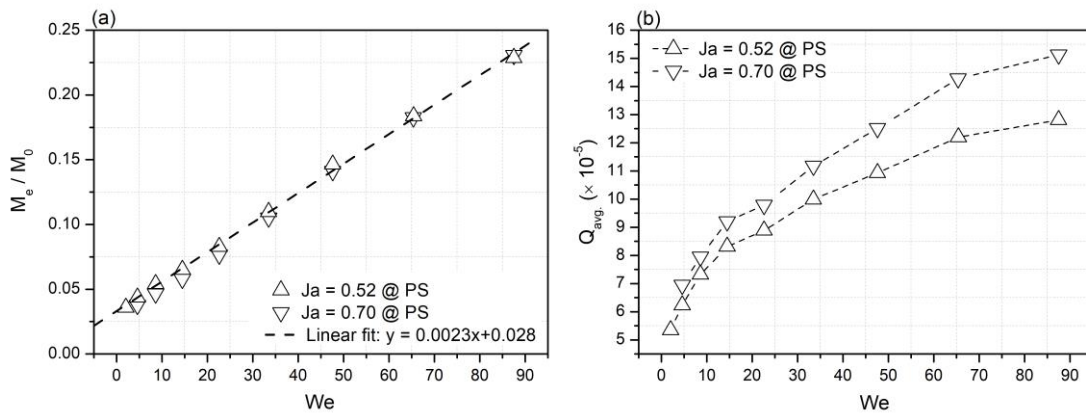 (a)
0.25
0.20
0.15
0.10
0.05
0.00
M_e / M_0
0 10 20 30 40 50 60 70 80 90
We
Ja = 0.52 @ PS
Ja = 0.70 @ PS
Linear fit: y = 0.0023x+0.028
(b)
16
15
14
13
12
11
10
9
8
7
6
5
Q_avg. (× 10^-5)
0 10 20 30 40 50 60 70 80 90
We
Ja = 0.52 @ PS
Ja = 0.70 @ PS